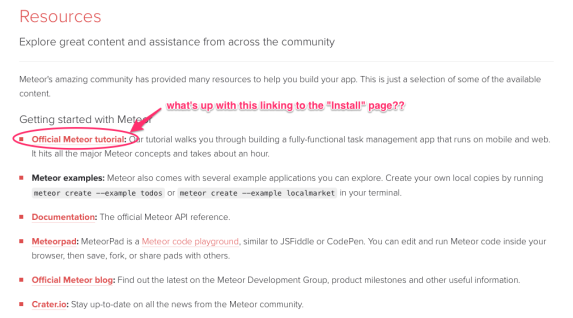 Resources
Explore great content and assistance from across the community
Meteor's amazing community has provided many resources to help you build your app. This is just a selection of some of the available
content.
what's up with this linking to the "Install" page??
Getting started with Meteor
Official Meteor tutorial: Our tutorial walks you through building a fully-functional task management app that runs on mobile and web.
It hits all the major Meteor concepts and takes about an hour.
Meteor examples: Meteor also comes with several example applications you can explore. Create your own local copies by running
meteor create --example todos or meteor create --example localmarket in your terminal.
Documentation: The official Meteor API reference.
Meteorpad: MeteorPad is a Meteor code playground, similar to JSFiddle or CodePen. You can edit and run Meteor code inside your
browser, then save, fork, or share pads with others.
Official Meteor blog: Find out the latest on the Meteor Development Group, product milestones and other useful information.
Crater.io: Stay up-to-date on all the news from the Meteor community.